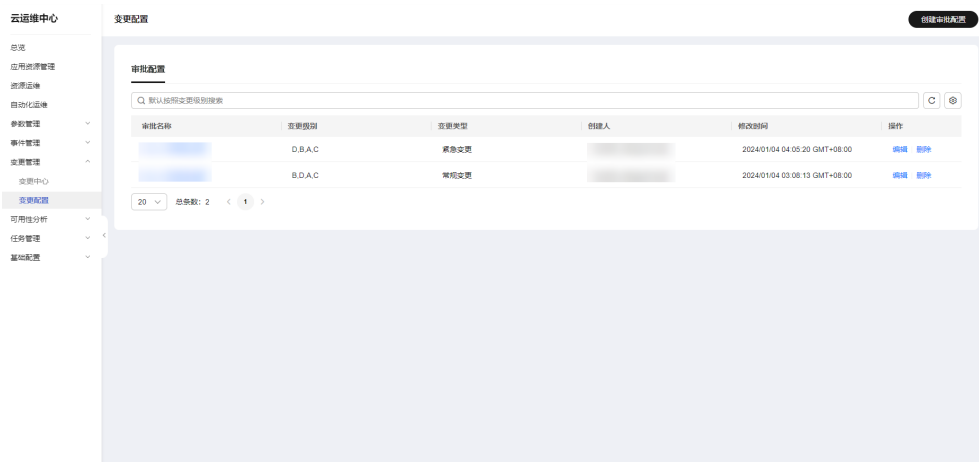 云运维中心
总览
应用资源管理
资源运维
自动化运维
参数管理
事件管理
变更管理
变更中心
变更配置
可用性分析
任务管理
基础配置
变更配置
创建审批配置
审批配置
默认按照变更级别搜索
审批名称 变更级别 变更类型 创建人 修改时间 操作
D,B,A,C 紧急变更 2024/01/04 04:05:20 GMT+08:00 编辑 删除
B,D,A,C 常规变更 2024/01/04 03:08:13 GMT+08:00 编辑 删除
20 总条数: 2 < 1 >